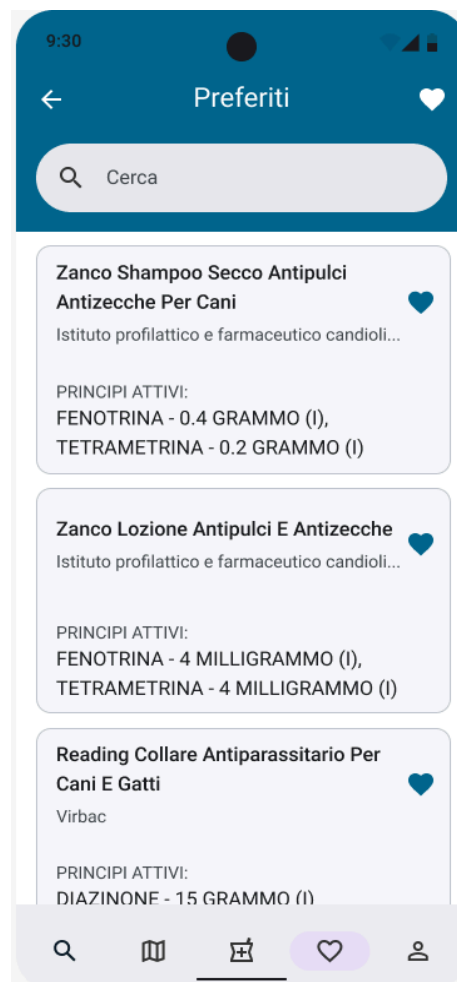 9:30
Preferiti
Cerca
Zanco Shampoo Secco Antipulci
Antizecche Per Cani
Istituto profilattico e farmaceutico candioli...
PRINCIPI ATTIVI:
FENOTRINA - 0.4 GRAMMO (I),
TETRAMETRINA - 0.2 GRAMMO (I)
Zanco Lozione Antipulci E Antizecche
Istituto profilattico e farmaceutico candioli...
PRINCIPI ATTIVI:
FENOTRINA - 4 MILLIGRAMMO (I),
TETRAMETRINA - 4 MILLIGRAMMO (I)
Reading Collare Antiparassitario Per
Cani E Gatti
Virbac
PRINCIPI ATTIVI:
DIAZINONE - 15 GRAMMO (I)